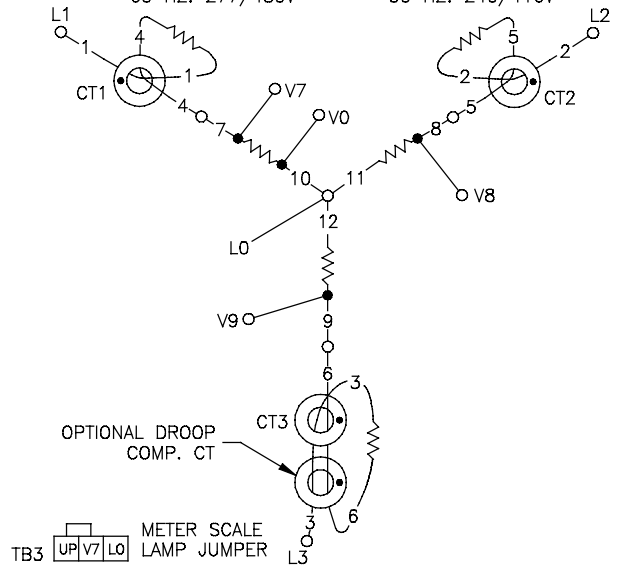 L1
L2
1
4
5
2
1
2
CT1
CT2
4
5
7
8
V7
V0
10
11
V8
12
L0
V9
9
6
3
CT3
OPTIONAL DROOP
COMP. CT
3
6
L3
METER SCALE
LAMP JUMPER
TB3
UP V7 L0